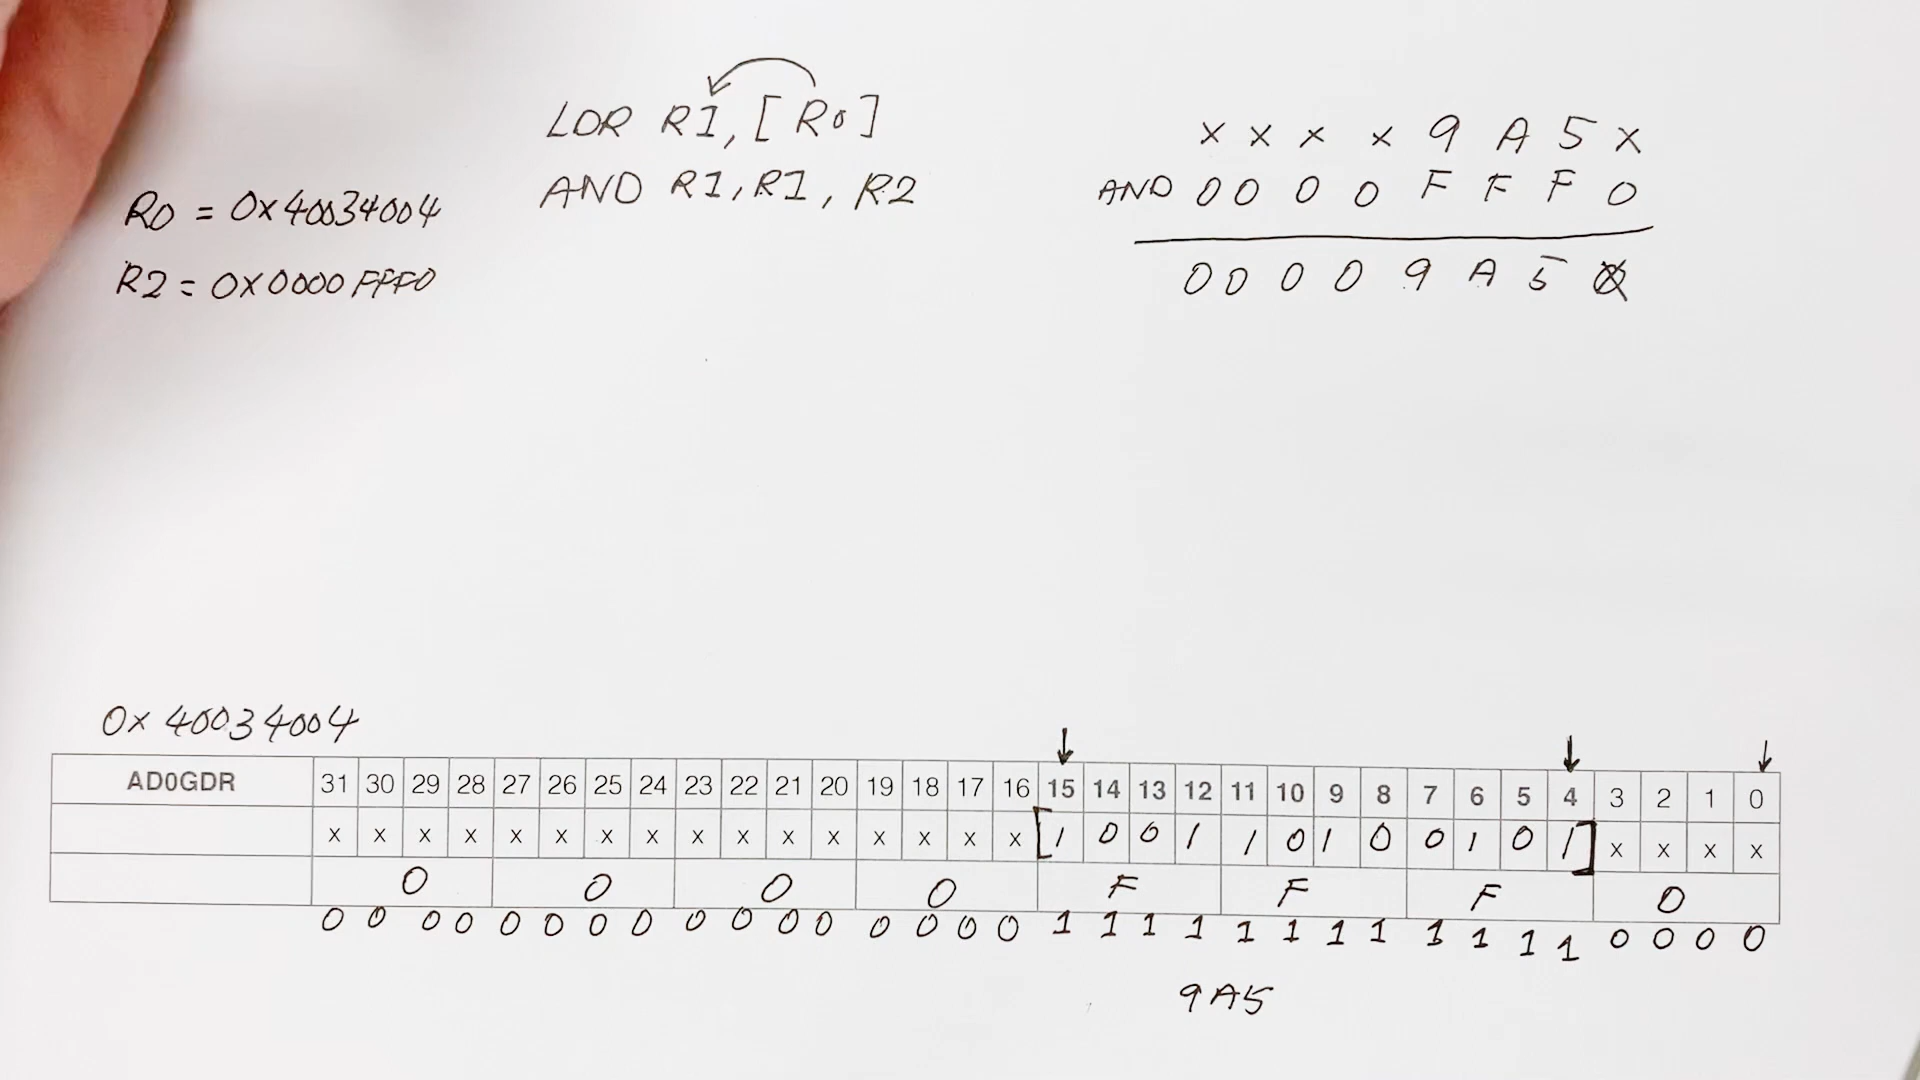 LDR R1, [R0]
AND R1, R1, R2
R0 = 0x40034004
R2 = 0x0000FFF0
x x x x 9 A 5 x
AND 0 0 0 0 F F F 0
0 0 0 0 9 A 5
0x40034004
AD0GDR 31 30 29 28 27 26 25 24 23 22 21 20 19 18 17 16 15 14 13 12 11 10 9 8 7 6 5 4 3 2 1 0
x x x x x x x x x x x x x x x x [1 0 0 1 1 0 1 0 0 1 0 1] x x x x
0 0 0 0 F F F 0
0 0 0 0 0 0 0 0 0 0 0 0 0 0 0 0 1 1 1 1 1 1 1 1 1 1 1 1 0 0 0 0
9A5